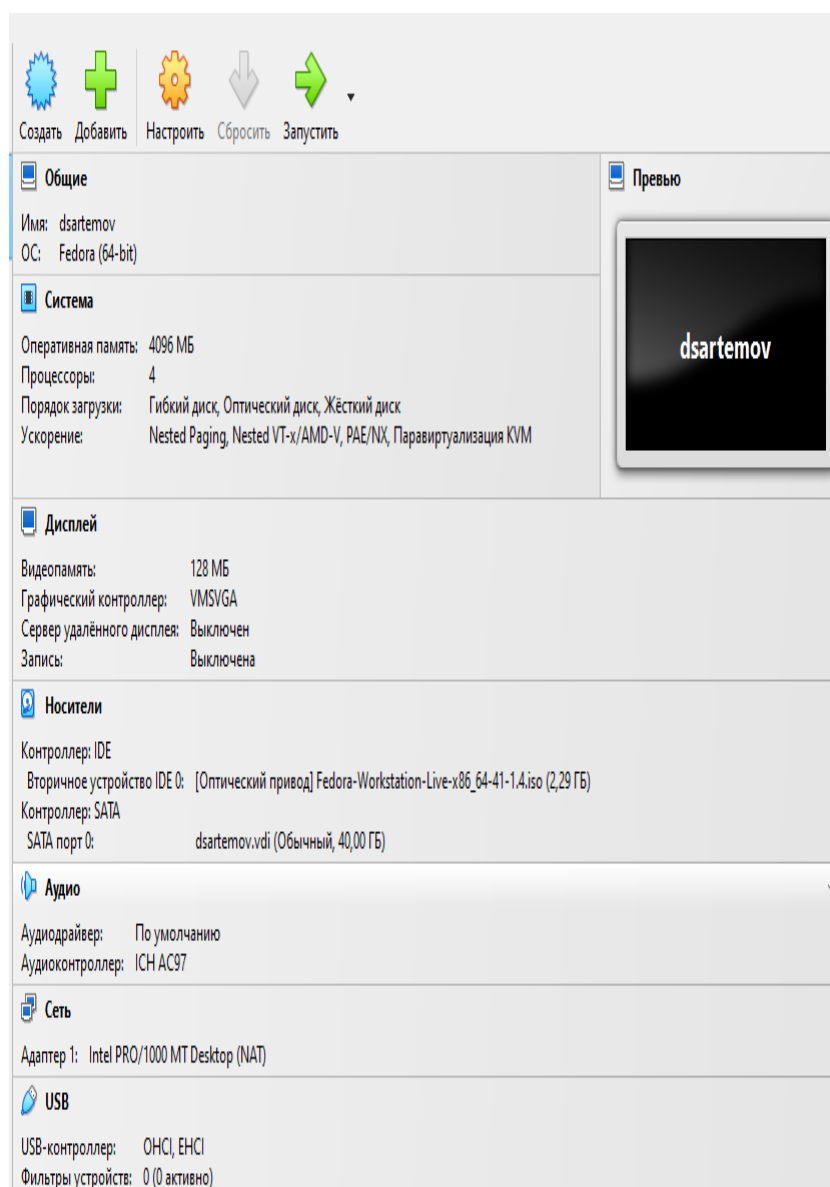 Создать Добавить Настроить Сбросить Запустить
Общие
Имя: dsartemov
ОС: Fedora (64-bit)
Превью
dsartemov
Система
Оперативная память: 4096 МБ
Процессоры: 4
Порядок загрузки: Гибкий диск, Оптический диск, Жёсткий диск
Ускорение: Nested Paging, Nested VT-x/AMD-V, PAE/NX, Паравиртуализация KVM
Дисплей
Видеопамять: 128 МБ
Графический контроллер: VMSVGA
Сервер удалённого дисплея: Выключен
Запись: Выключена
Носители
Контроллер: IDE
Вторичное устройство IDE 0: [Оптический привод] Fedora-Workstation-Live-x86_64-41-1.4.iso (2,29 ГБ)
Контроллер: SATA
SATA порт 0: dsartemov.vdi (Обычный, 40,00 ГБ)
Аудио
Аудиодрайвер: По умолчанию
Аудиоконтроллер: ICH AC97
Сеть
Адаптер 1: Intel PRO/1000 MT Desktop (NAT)
USB
USB-контроллер: OHCI, EHCI
Фильтры устройств: 0 (0 активно)